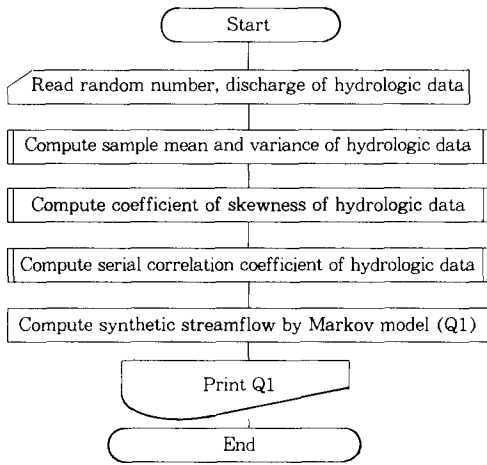 Start
Read random number, discharge of hydrologic data
Compute sample mean and variance of hydrologic data
Compute coefficient of skewness of hydrologic data
Compute serial correlation coefficient of hydrologic data
Compute synthetic streamflow by Markov model (Q1)
Print Q1
End